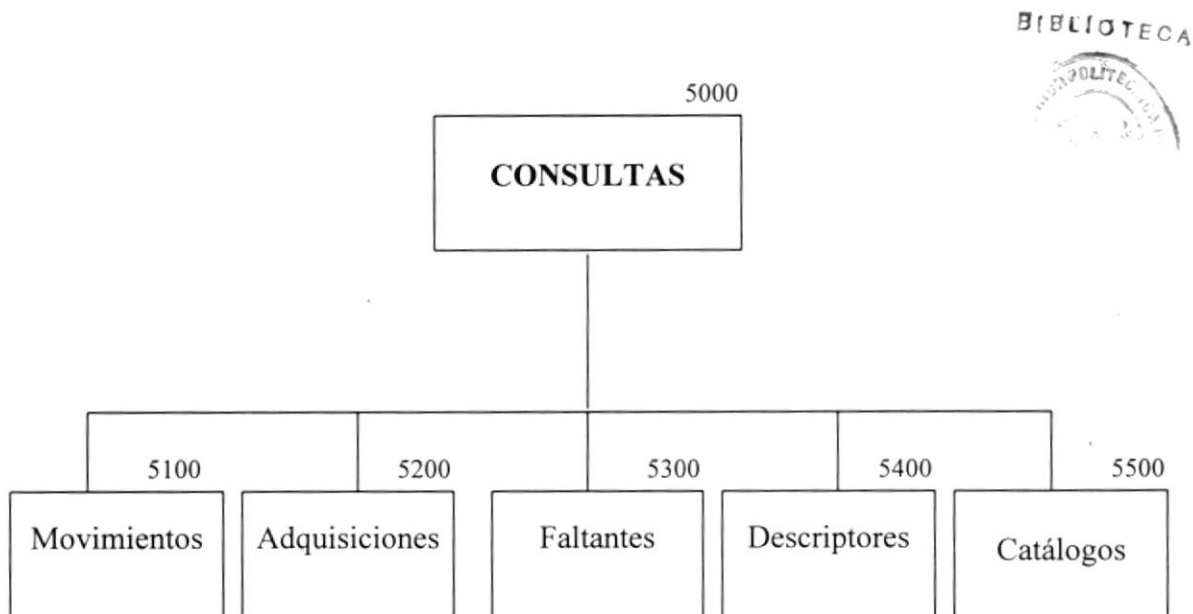 BIBLIOTECA
5000
CONSULTAS
5100
5200
5300
5400
5500
Movimientos
Adquisiciones
Faltantes
Descriptores
Catálogos